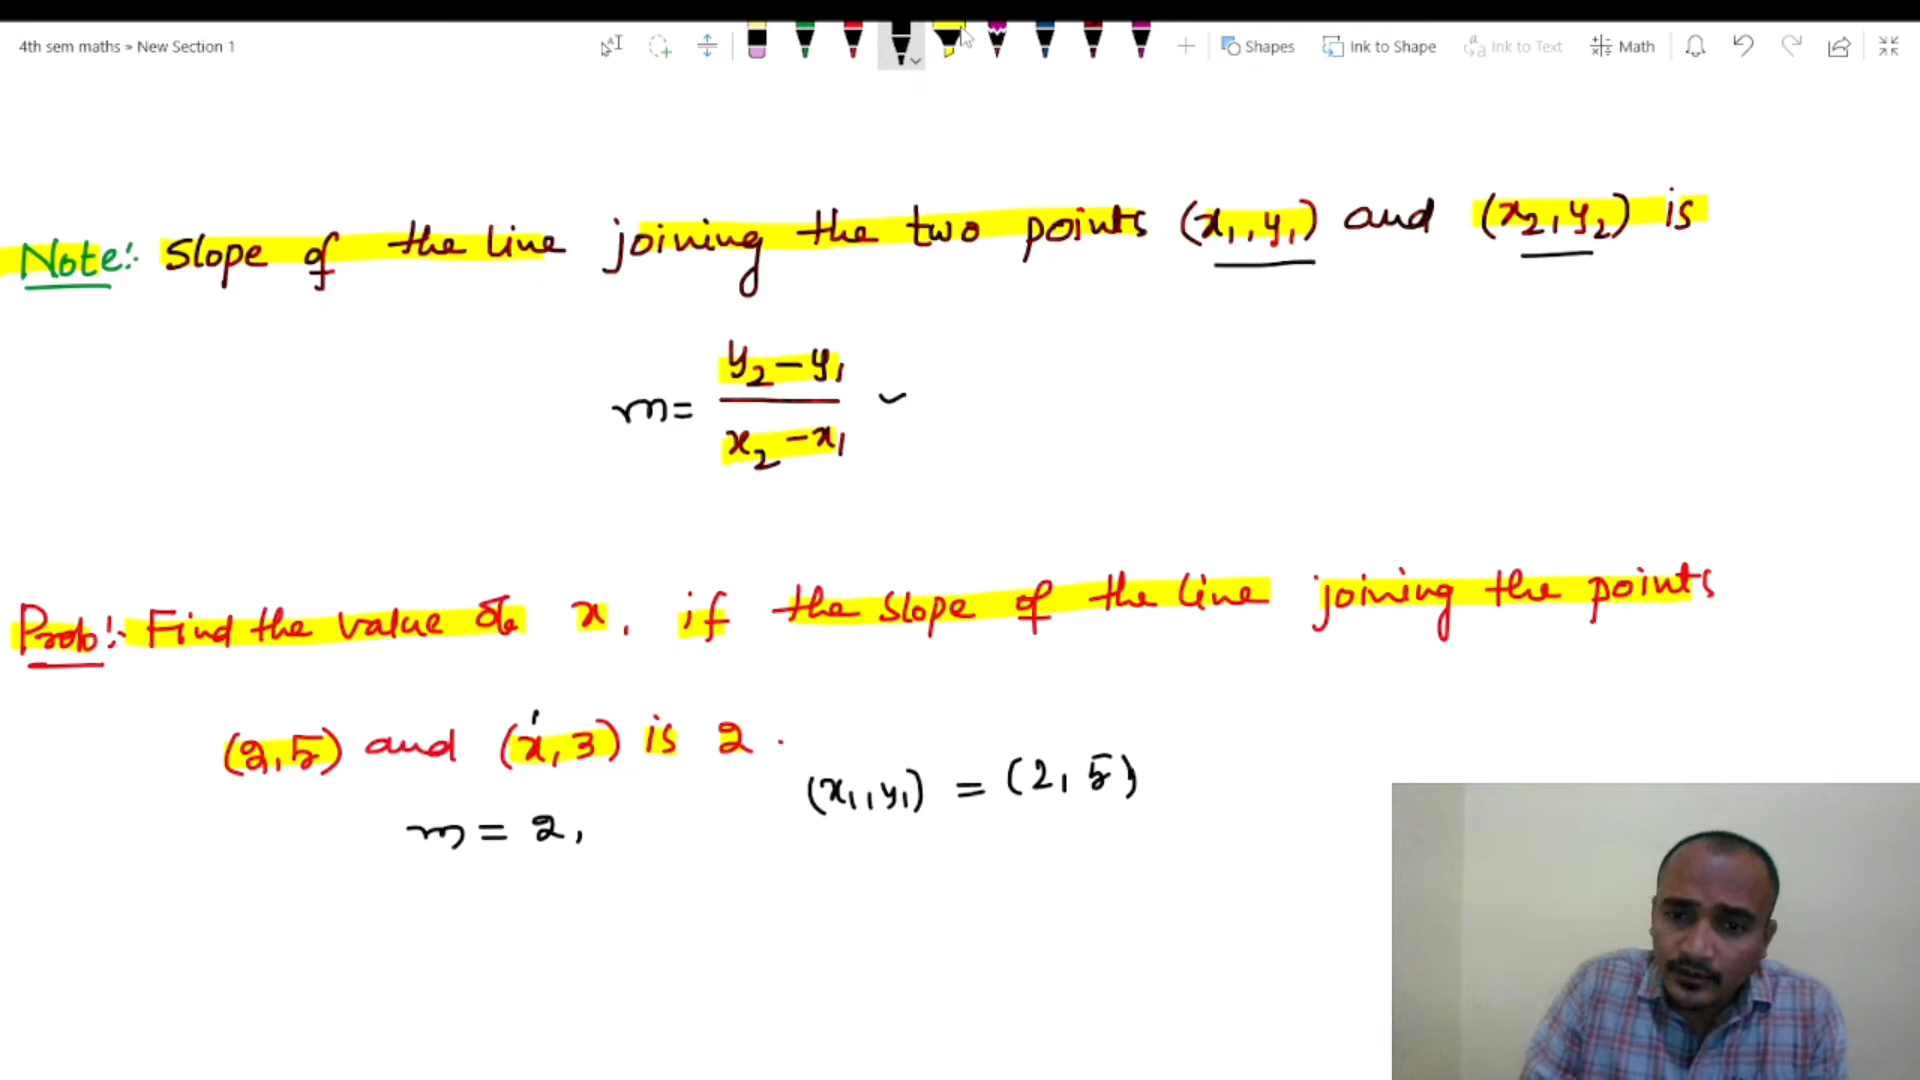 4th sem maths » New Section 1
Shapes Ink to Shape Ink to Text Math
Note:- Slope of the line joining the two points (x₁, y₁) and (x₂, y₂) is
m = (y₂ - y₁)/(x₂ - x₁)
Prob:- Find the value of x, if the slope of the line joining the points
(2,5) and (x,3) is 2.
(x₁, y₁) = (2, 5)
m = 2,